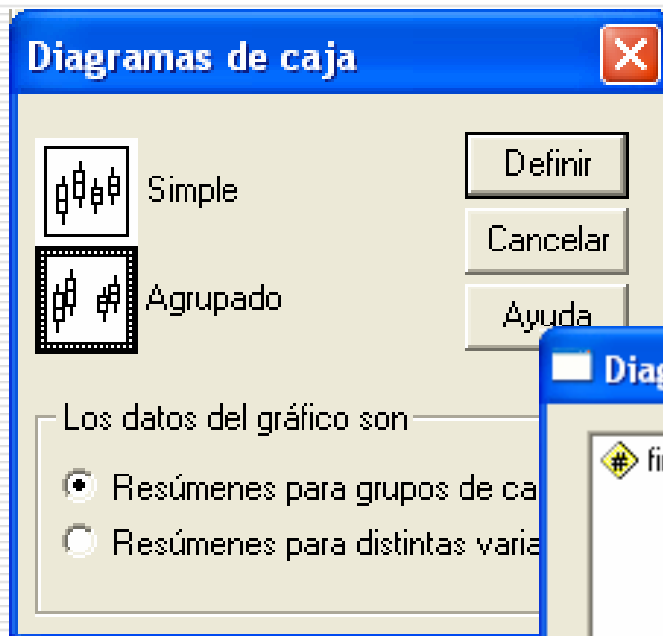 Diagramas de caja
Simple
Definir
Cancelar
Agrupado
Ayuda
Los datos del gráfico son
Resúmenes para grupos de ca
Resúmenes para distintas varia
Diag
# fi